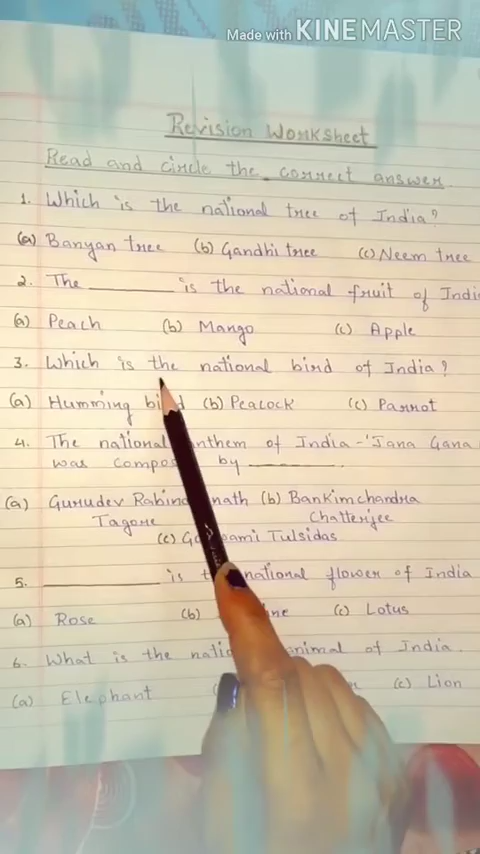 Made with KINEMASTER
Revision Worksheet
Read and circle the correct answer.
1. Which is the national tree of India?
(a) Banyan tree (b) Gandhi tree (c) Neem tree
2. The ________ is the national fruit of Indi
(a) Peach (b) Mango (c) Apple
3. Which is the national bird of India?
(a) Humming bird (b) Peacock (c) Parrot
4. The national anthem of India - 'Jana Gana
was compos by ________.
(a) Gurudev Rabind nath (b) Bankimchandra
Tagore Chatterjee
(c) Go ami Tulsidas
5. ________ is t national flower of India
(a) Rose (b) ne (c) Lotus
6. What is the natio animal of India.
(a) Elephant (c) Lion